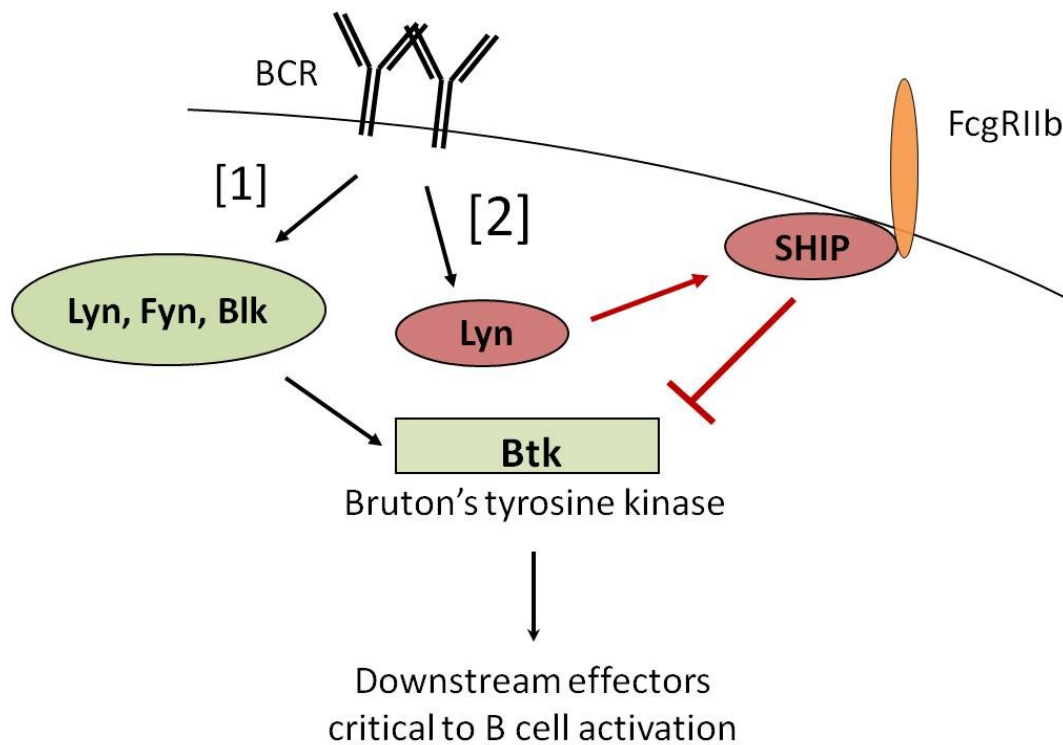 BCR
FcgRIIb
[1]
[2]
SHIP
Lyn, Fyn, Blk
Lyn
Btk
Bruton’s tyrosine kinase
Downstream effectors
critical to B cell activation